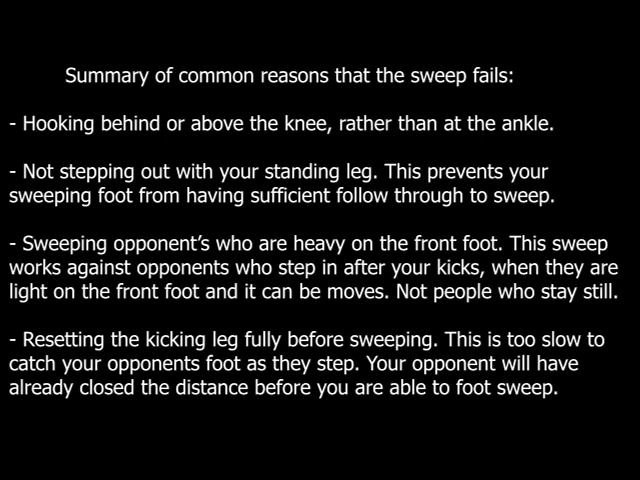 Summary of common reasons that the sweep fails:
- Hooking behind or above the knee, rather than at the ankle.
- Not stepping out with your standing leg. This prevents your
sweeping foot from having sufficient follow through to sweep.
- Sweeping opponent's who are heavy on the front foot. This sweep
works against opponents who step in after your kicks, when they are
light on the front foot and it can be moves. Not people who stay still.
- Resetting the kicking leg fully before sweeping. This is too slow to
catch your opponents foot as they step. Your opponent will have
already closed the distance before you are able to foot sweep.